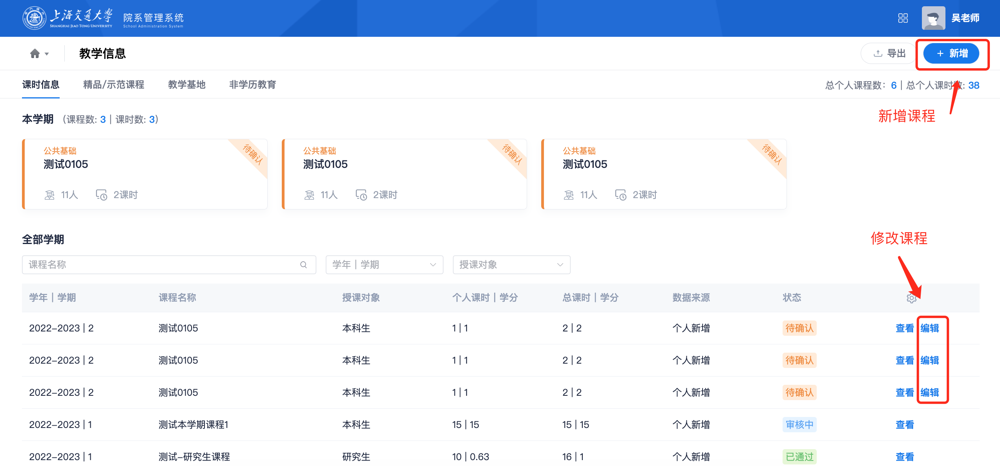 上海交通大学
SHANGHAI JIAO TONG UNIVERSITY
院系管理系统
School Administration System
吴老师
教学信息
导出
+ 新增
课时信息 精品/示范课程 教学基地 非学历教育
总个人课程数: 6 | 总个人课时数: 38
新增课程
本学期 (课程数: 3 | 课时数: 3)
公共基础
测试0105
待确认
11人 2课时
公共基础
测试0105
待确认
11人 2课时
公共基础
测试0105
待确认
11人 2课时
全部学期
修改课程
课程名称 学年 | 学期 授课对象
学年 | 学期 课程名称 授课对象 个人课时 | 学分 总课时 | 学分 数据来源 状态
2022-2023 | 2 测试0105 本科生 1 | 1 2 | 2 个人新增 待确认 查看 编辑
2022-2023 | 2 测试0105 本科生 1 | 1 2 | 2 个人新增 待确认 查看 编辑
2022-2023 | 2 测试0105 本科生 1 | 1 2 | 2 个人新增 待确认 查看 编辑
2022-2023 | 1 测试本学期课程1 本科生 15 | 15 15 | 15 个人新增 审核中 查看
2022-2023 | 1 测试-研究生课程 研究生 10 | 0.63 16 | 1 个人新增 已通过 查看